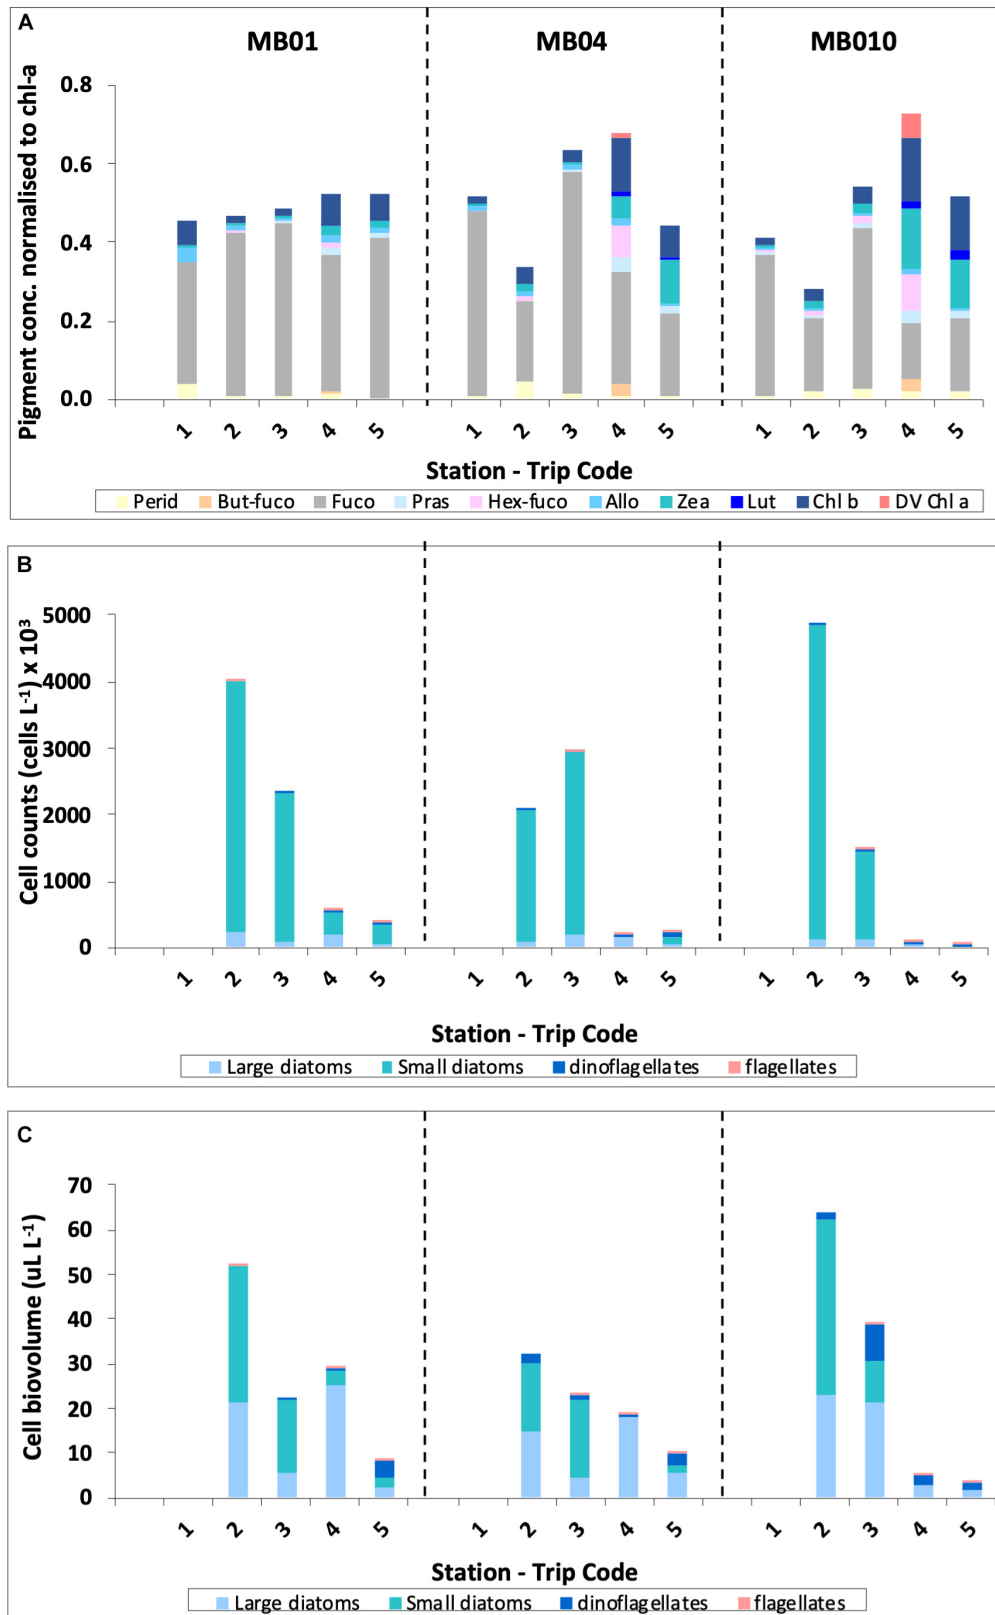 A
MB01 MB04 MB010
Pigment conc. normalised to chl-a
0.8
0.6
0.4
0.2
0.0
1 2 3 4 5 1 2 3 4 5 1 2 3 4 5
Station - Trip Code
Perid But-fuco Fuco Pras Hex-fuco Allo Zea Lut Chl b DV Chl a
B
Cell counts (cells L⁻¹) x 10³
5000
4000
3000
2000
1000
0
1 2 3 4 5 1 2 3 4 5 1 2 3 4 5
Station - Trip Code
Large diatoms Small diatoms dinoflagellates flagellates
C
Cell biovolume (uL L⁻¹)
70
60
50
40
30
20
10
0
1 2 3 4 5 1 2 3 4 5 1 2 3 4 5
Station - Trip Code
Large diatoms Small diatoms dinoflagellates flagellates